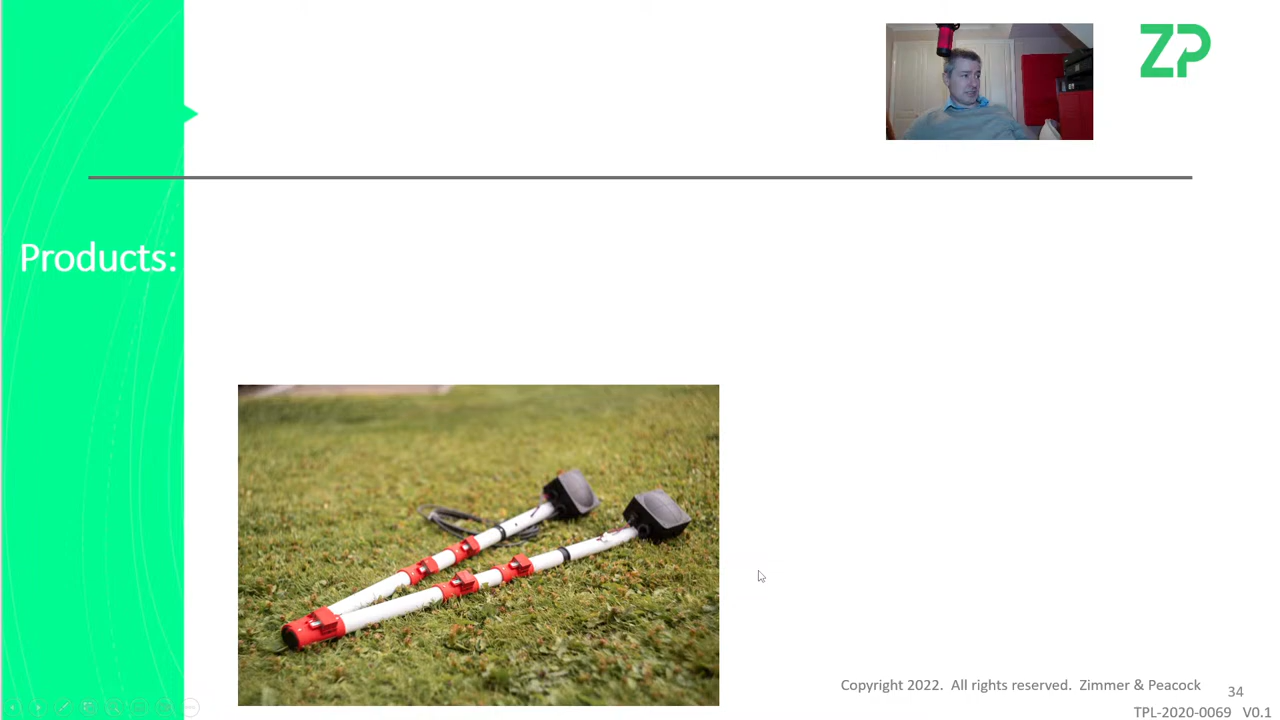 ZP
Products:
Copyright 2022. All rights reserved. Zimmer & Peacock
34
TPL-2020-0069 V0.1